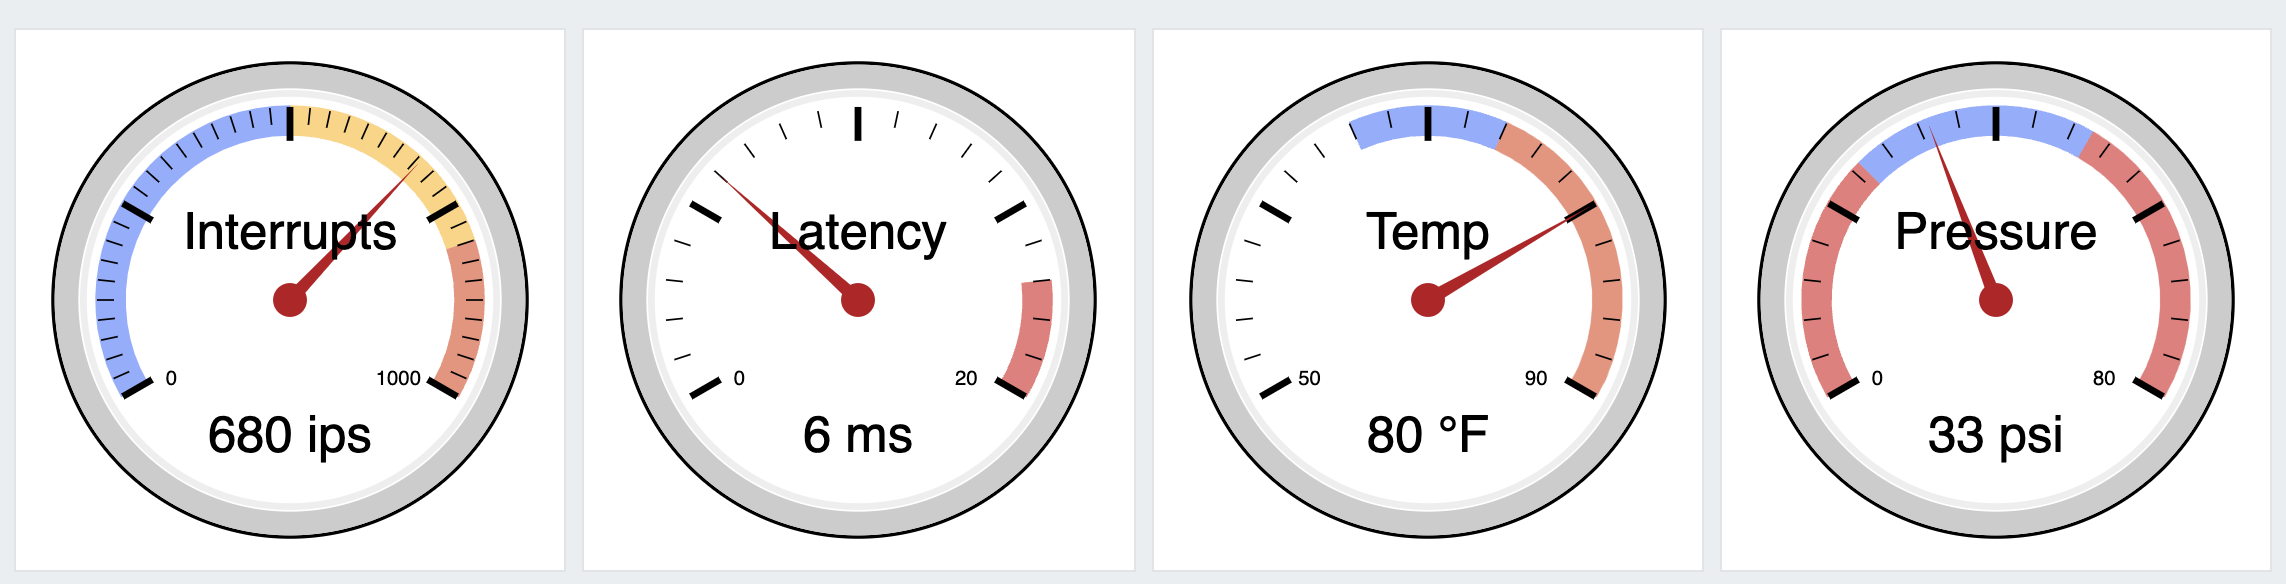 Interrupts
0 1000
680 ips
Latency
0 20
6 ms
Temp
50 90
80 °F
Pressure
0 80
33 psi